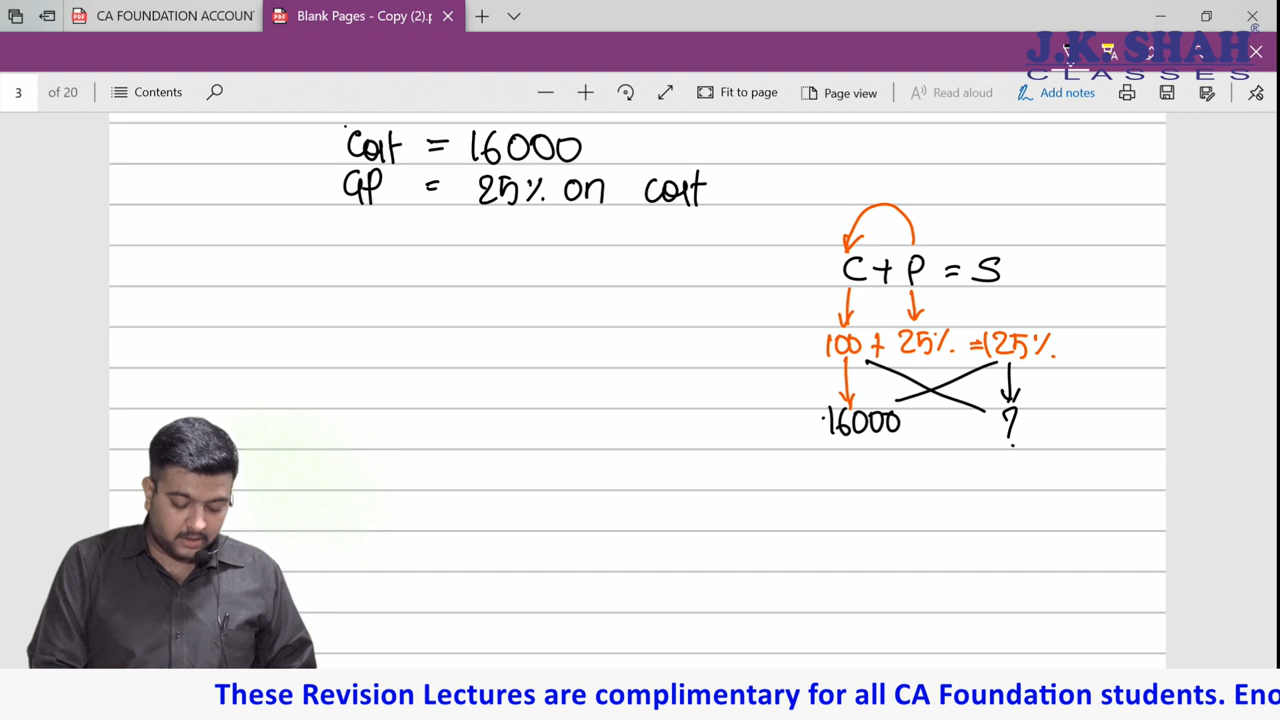 CA FOUNDATION ACCOUNT
Blank Pages - Copy (2).p
J.K. SHAH®
CLASSES
3 of 20 Contents Fit to page Page view Read aloud Add notes
Cost = 16000
GP = 25% on cost
C + P = S
100 + 25% = 125%
16000 ?
These Revision Lectures are complimentary for all CA Foundation students. Enq